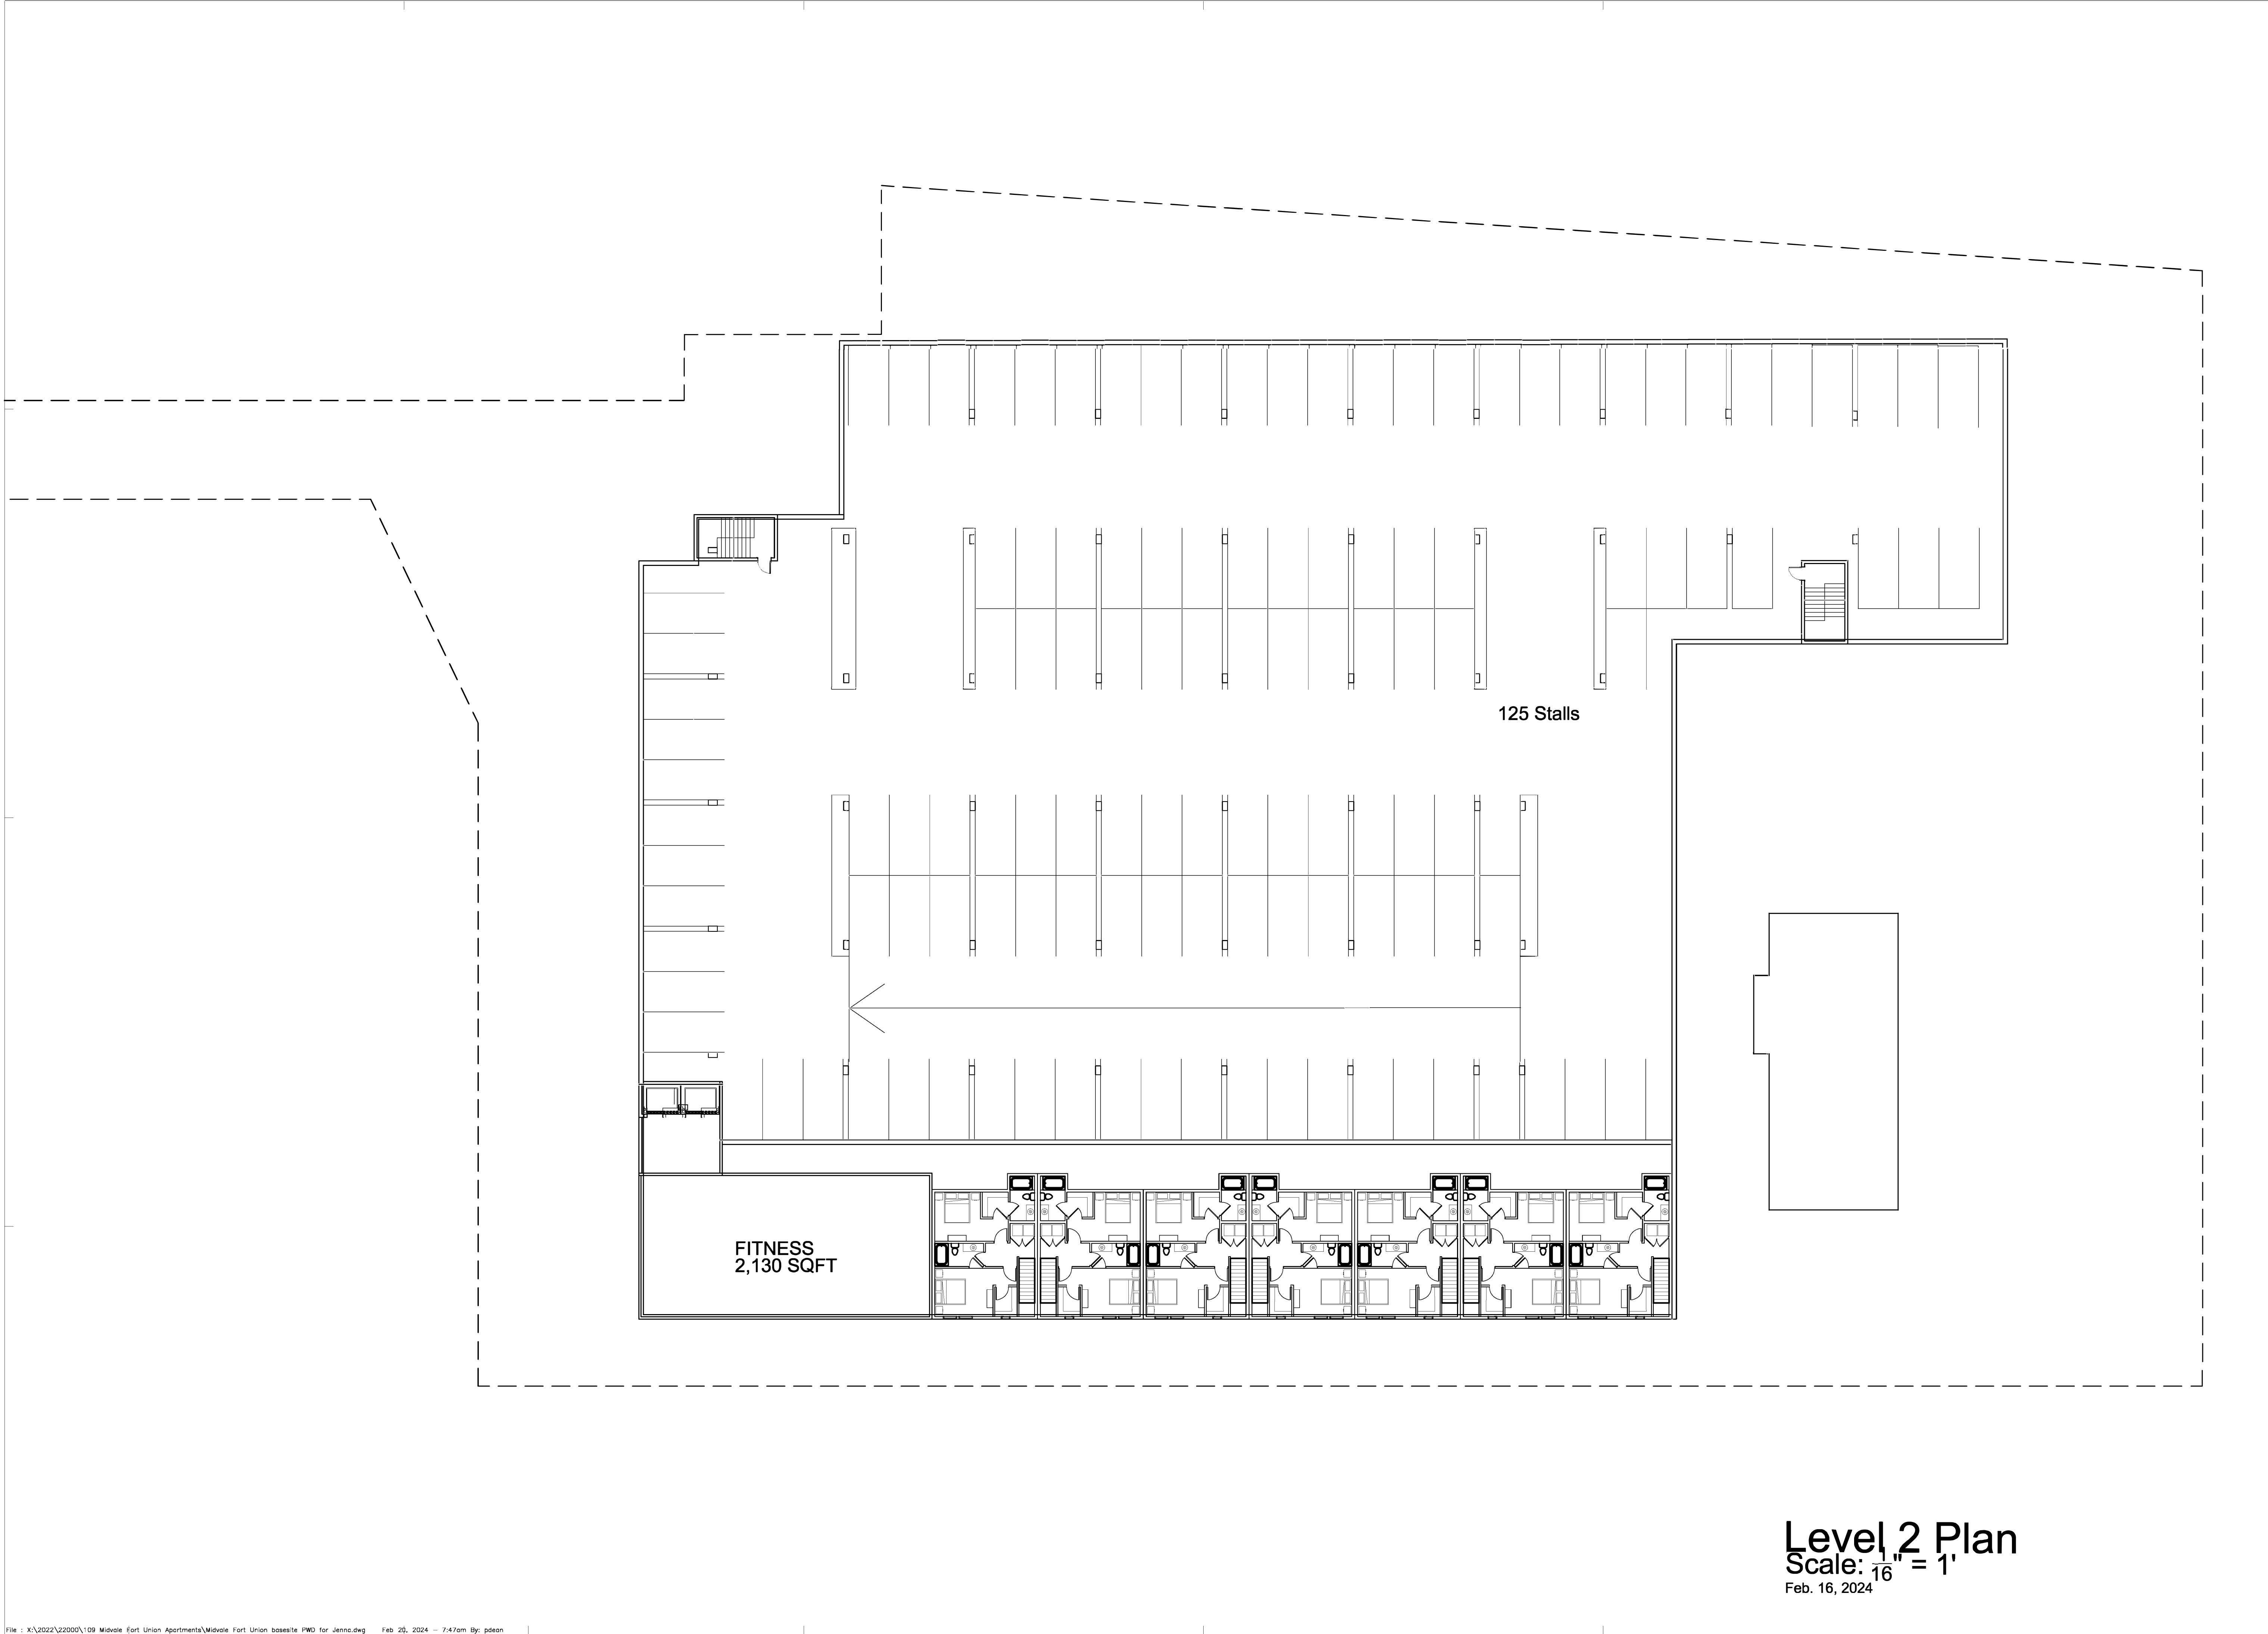 125 Stalls
FITNESS
2,130 SQFT
Level 2 Plan
Scale: 1/16" = 1'
Feb. 16, 2024
File : X:\2022\22000\109 Midvale Fort Union Apartments\Midvale Fort Union basesite PWD for Jenna.dwg Feb 20, 2024 - 7:47am By: pdean